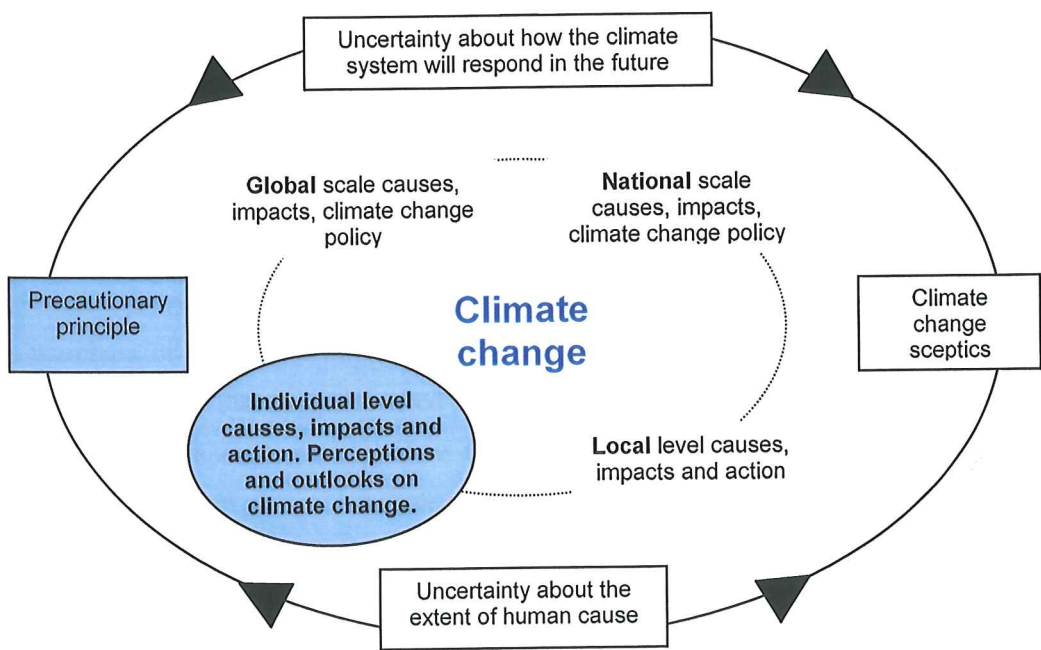 Uncertainty about how the climate
system will respond in the future
Global scale causes,
impacts, climate change
policy
National scale
causes, impacts,
climate change policy
Precautionary
principle
Climate
change
Climate
change
sceptics
Individual level
causes, impacts and
action. Perceptions
and outlooks on
climate change.
Local level causes,
impacts and action
Uncertainty about the
extent of human cause